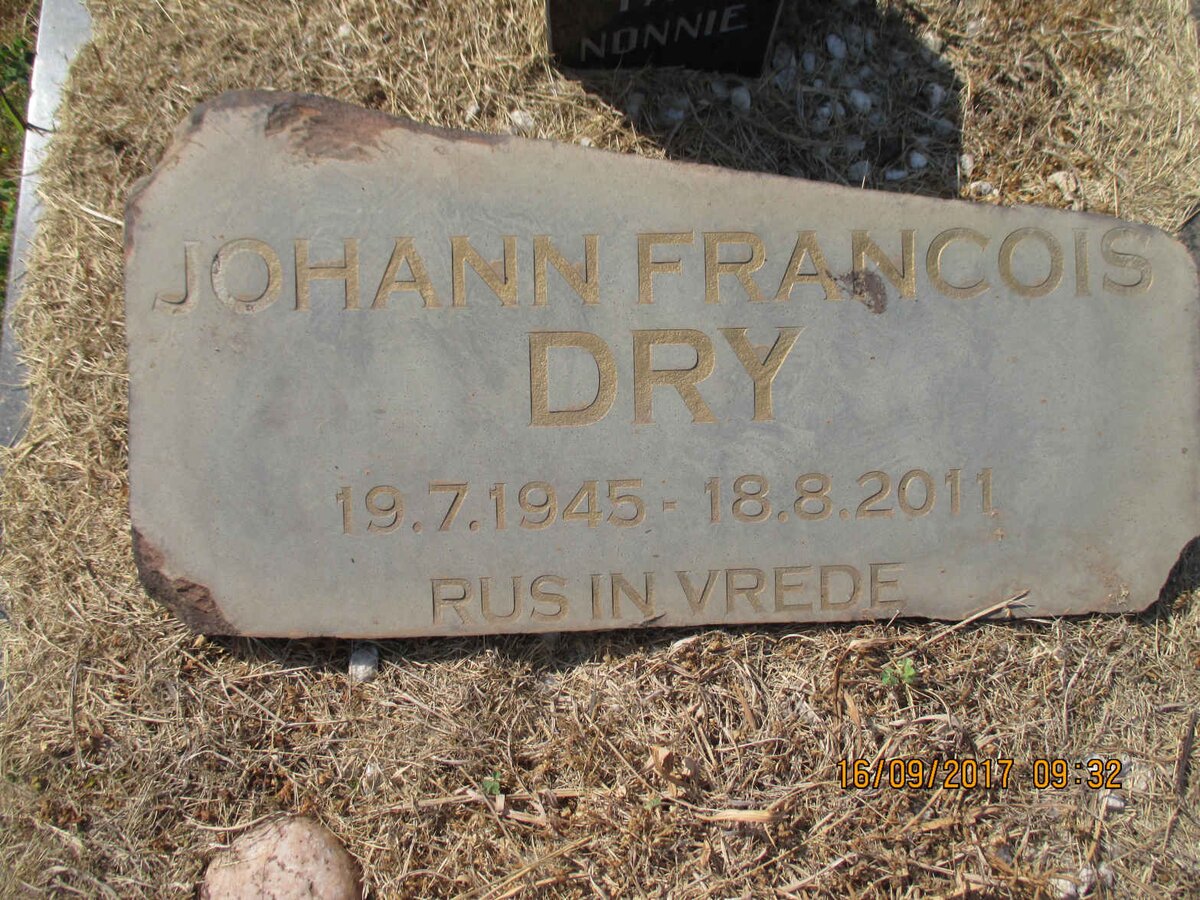 NONNIE
JOHANN FRANCOIS
DRY
19.7.1945 - 18.8.2011
RUS IN VREDE
16/09/2017 09:32